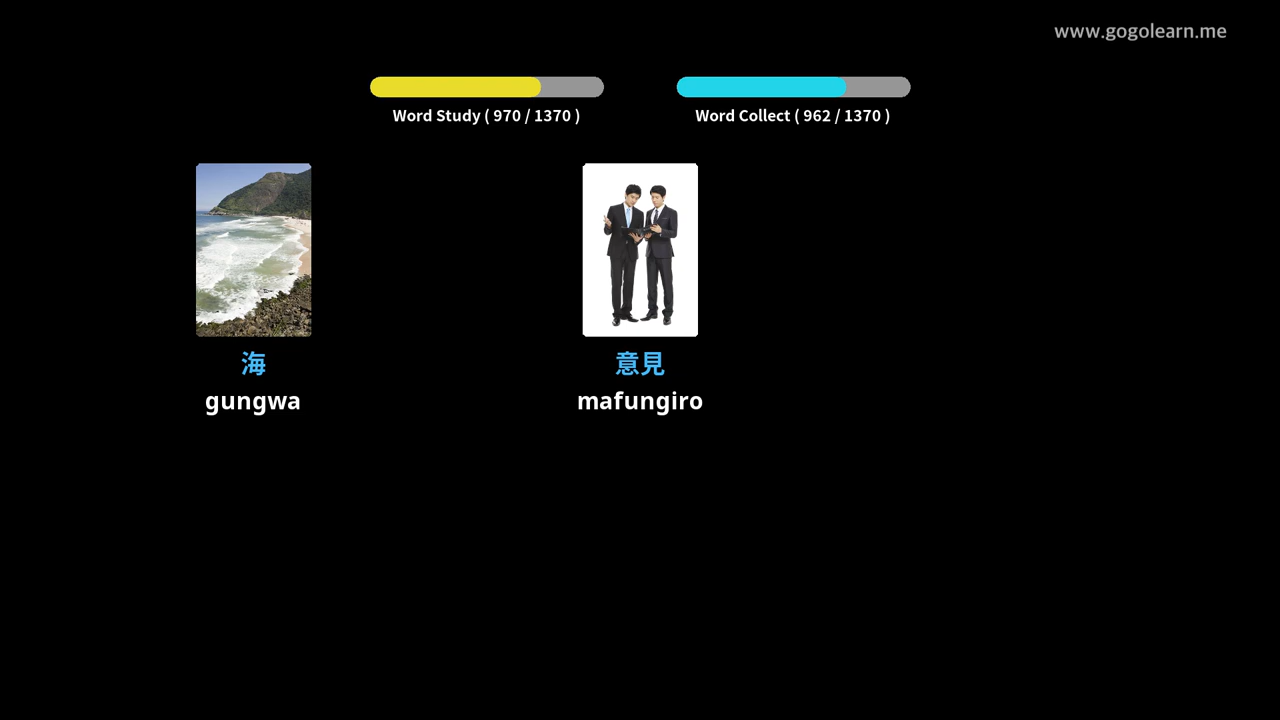 www.gogolearn.me
Word Study ( 970 / 1370 )
Word Collect ( 962 / 1370 )
海
gungwa
意見
mafungiro